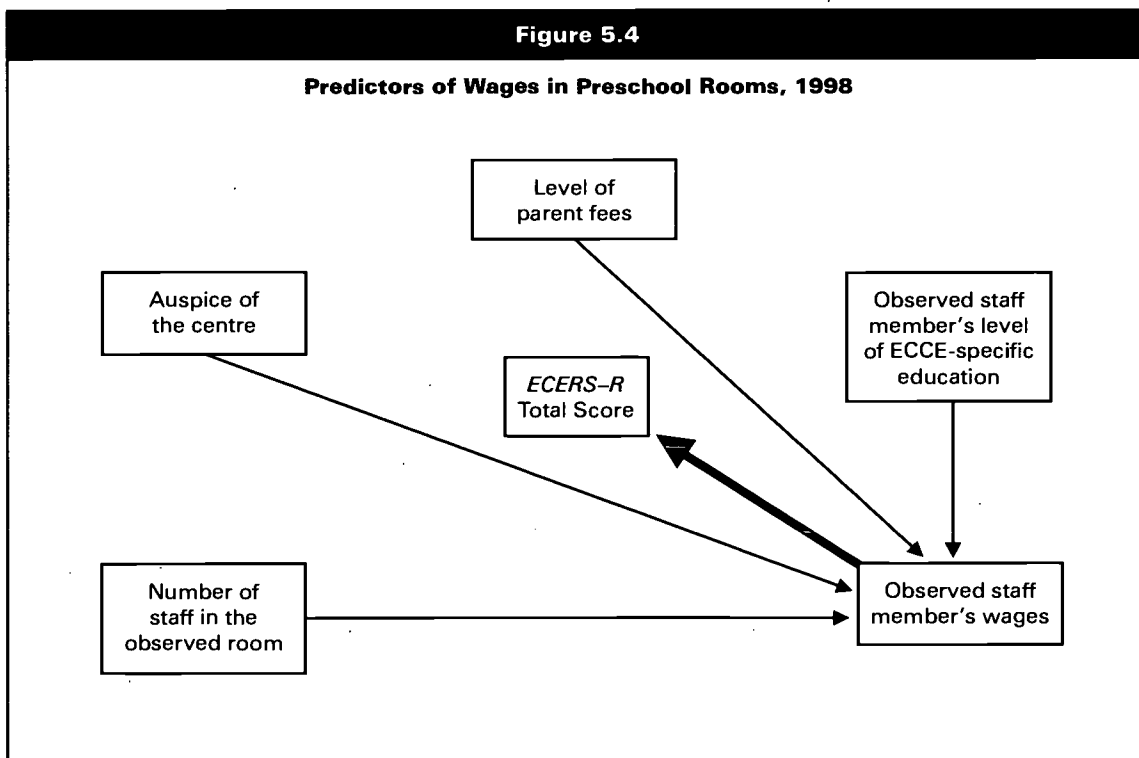 Figure 5.4
Predictors of Wages in Preschool Rooms, 1998
Level of
parent fees
Auspice of
the centre
Observed staff
member's level
of ECCE-specific
education
ECERS–R
Total Score
Number of
staff in the
observed room
Observed staff
member's wages